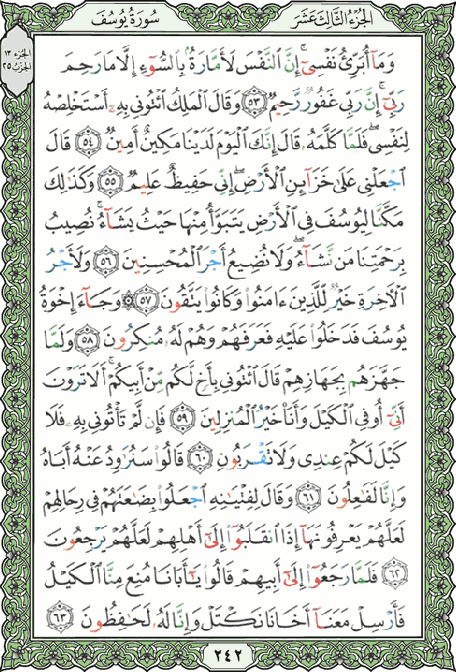 الجزء الثالث عشر
سورة يوسف
الجزء ١٣
الحزب ٢٥
وَمَآ أُبَرِّئُ نَفْسِيٓ ۚ إِنَّ ٱلنَّفْسَ لَأَمَّارَةُۢ بِٱلسُّوٓءِ إِلَّا مَا رَحِمَ
رَبِّيٓ ۚ إِنَّ رَبِّي غَفُورٞ رَّحِيمٞ ٥٣ وَقَالَ ٱلْمَلِكُ ٱئْتُونِي بِهِۦٓ أَسْتَخْلِصْهُ
لِنَفْسِي ۖ فَلَمَّا كَلَّمَهُۥ قَالَ إِنَّكَ ٱلْيَوْمَ لَدَيْنَا مَكِينٌ أَمِينٞ ٥٤ قَالَ
ٱجْعَلْنِي عَلَىٰ خَزَآئِنِ ٱلْأَرْضِ ۖ إِنِّي حَفِيظٌ عَلِيمٞ ٥٥ وَكَذَٰلِكَ
مَكَّنَّا لِيُوسُفَ فِي ٱلْأَرْضِ يَتَبَوَّأُ مِنْهَا حَيْثُ يَشَآءُ ۚ نُصِيبُ
بِرَحْمَتِنَا مَن نَّشَآءُ ۖ وَلَا نُضِيعُ أَجْرَ ٱلْمُحْسِنِينَ ٥٦ وَلَأَجْرُ
ٱلْأٓخِرَةِ خَيْرٞ لِّلَّذِينَ ءَامَنُوا۟ وَكَانُوا۟ يَتَّقُونَ ٥٧ وَجَآءَ إِخْوَةُ
يُوسُفَ فَدَخَلُوا۟ عَلَيْهِ فَعَرَفَهُمْ وَهُمْ لَهُۥ مُنكِرُونَ ٥٨ وَلَمَّا
جَهَّزَهُم بِجَهَازِهِمْ قَالَ ٱئْتُونِي بِأَخٖ لَّكُم مِّنْ أَبِيكُمْ ۚ أَلَا تَرَوْنَ
أَنِّيٓ أُوفِي ٱلْكَيْلَ وَأَنَا۠ خَيْرُ ٱلْمُنزِلِينَ ٥٩ فَإِن لَّمْ تَأْتُونِي بِهِۦ فَلَا
كَيْلَ لَكُمْ عِندِي وَلَا تَقْرَبُونِ ٦٠ قَالُوا۟ سَنُرَٰوِدُ عَنْهُ أَبَاهُ
وَإِنَّا لَفَٰعِلُونَ ٦١ وَقَالَ لِفِتْيَٰنِهِ ٱجْعَلُوا۟ بِضَٰعَتَهُمْ فِي رِحَالِهِمْ
لَعَلَّهُمْ يَعْرِفُونَهَآ إِذَا ٱنقَلَبُوٓا۟ إِلَىٰٓ أَهْلِهِمْ لَعَلَّهُمْ يَرْجِعُونَ
٦٢ فَلَمَّا رَجَعُوٓا۟ إِلَىٰٓ أَبِيهِمْ قَالُوا۟ يَٰٓأَبَانَا مُنِعَ مِنَّا ٱلْكَيْلُ
فَأَرْسِلْ مَعَنَآ أَخَانَا نَكْتَلْ وَإِنَّا لَهُۥ لَحَٰفِظُونَ ٦٣
٢٤٢